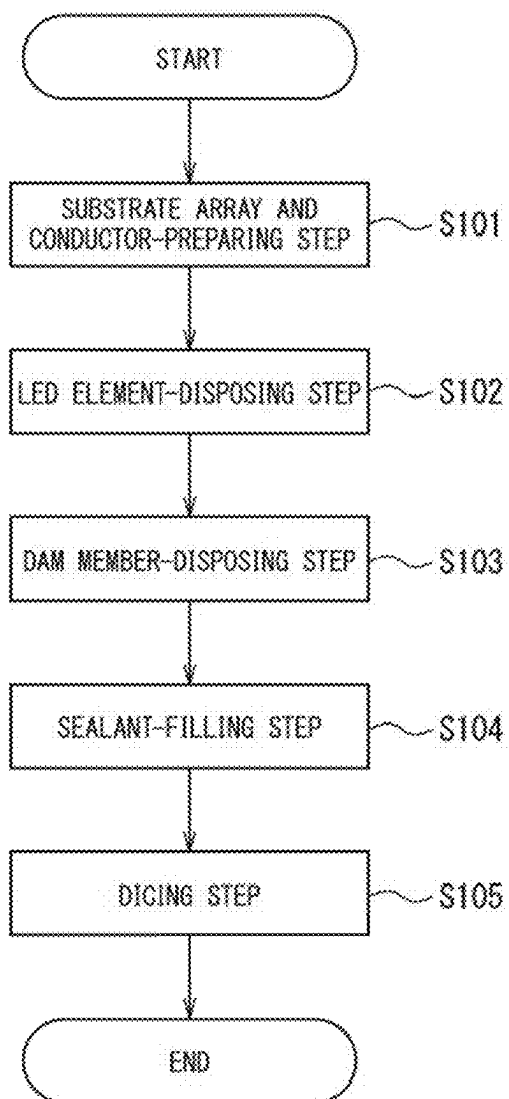 START
SUBSTRATE ARRAY AND
CONDUCTOR-PREPARING STEP
S101
LED ELEMENT-DISPOSING STEP
S102
DAM MEMBER-DISPOSING STEP
S103
SEALANT-FILLING STEP
S104
DICING STEP
S105
END